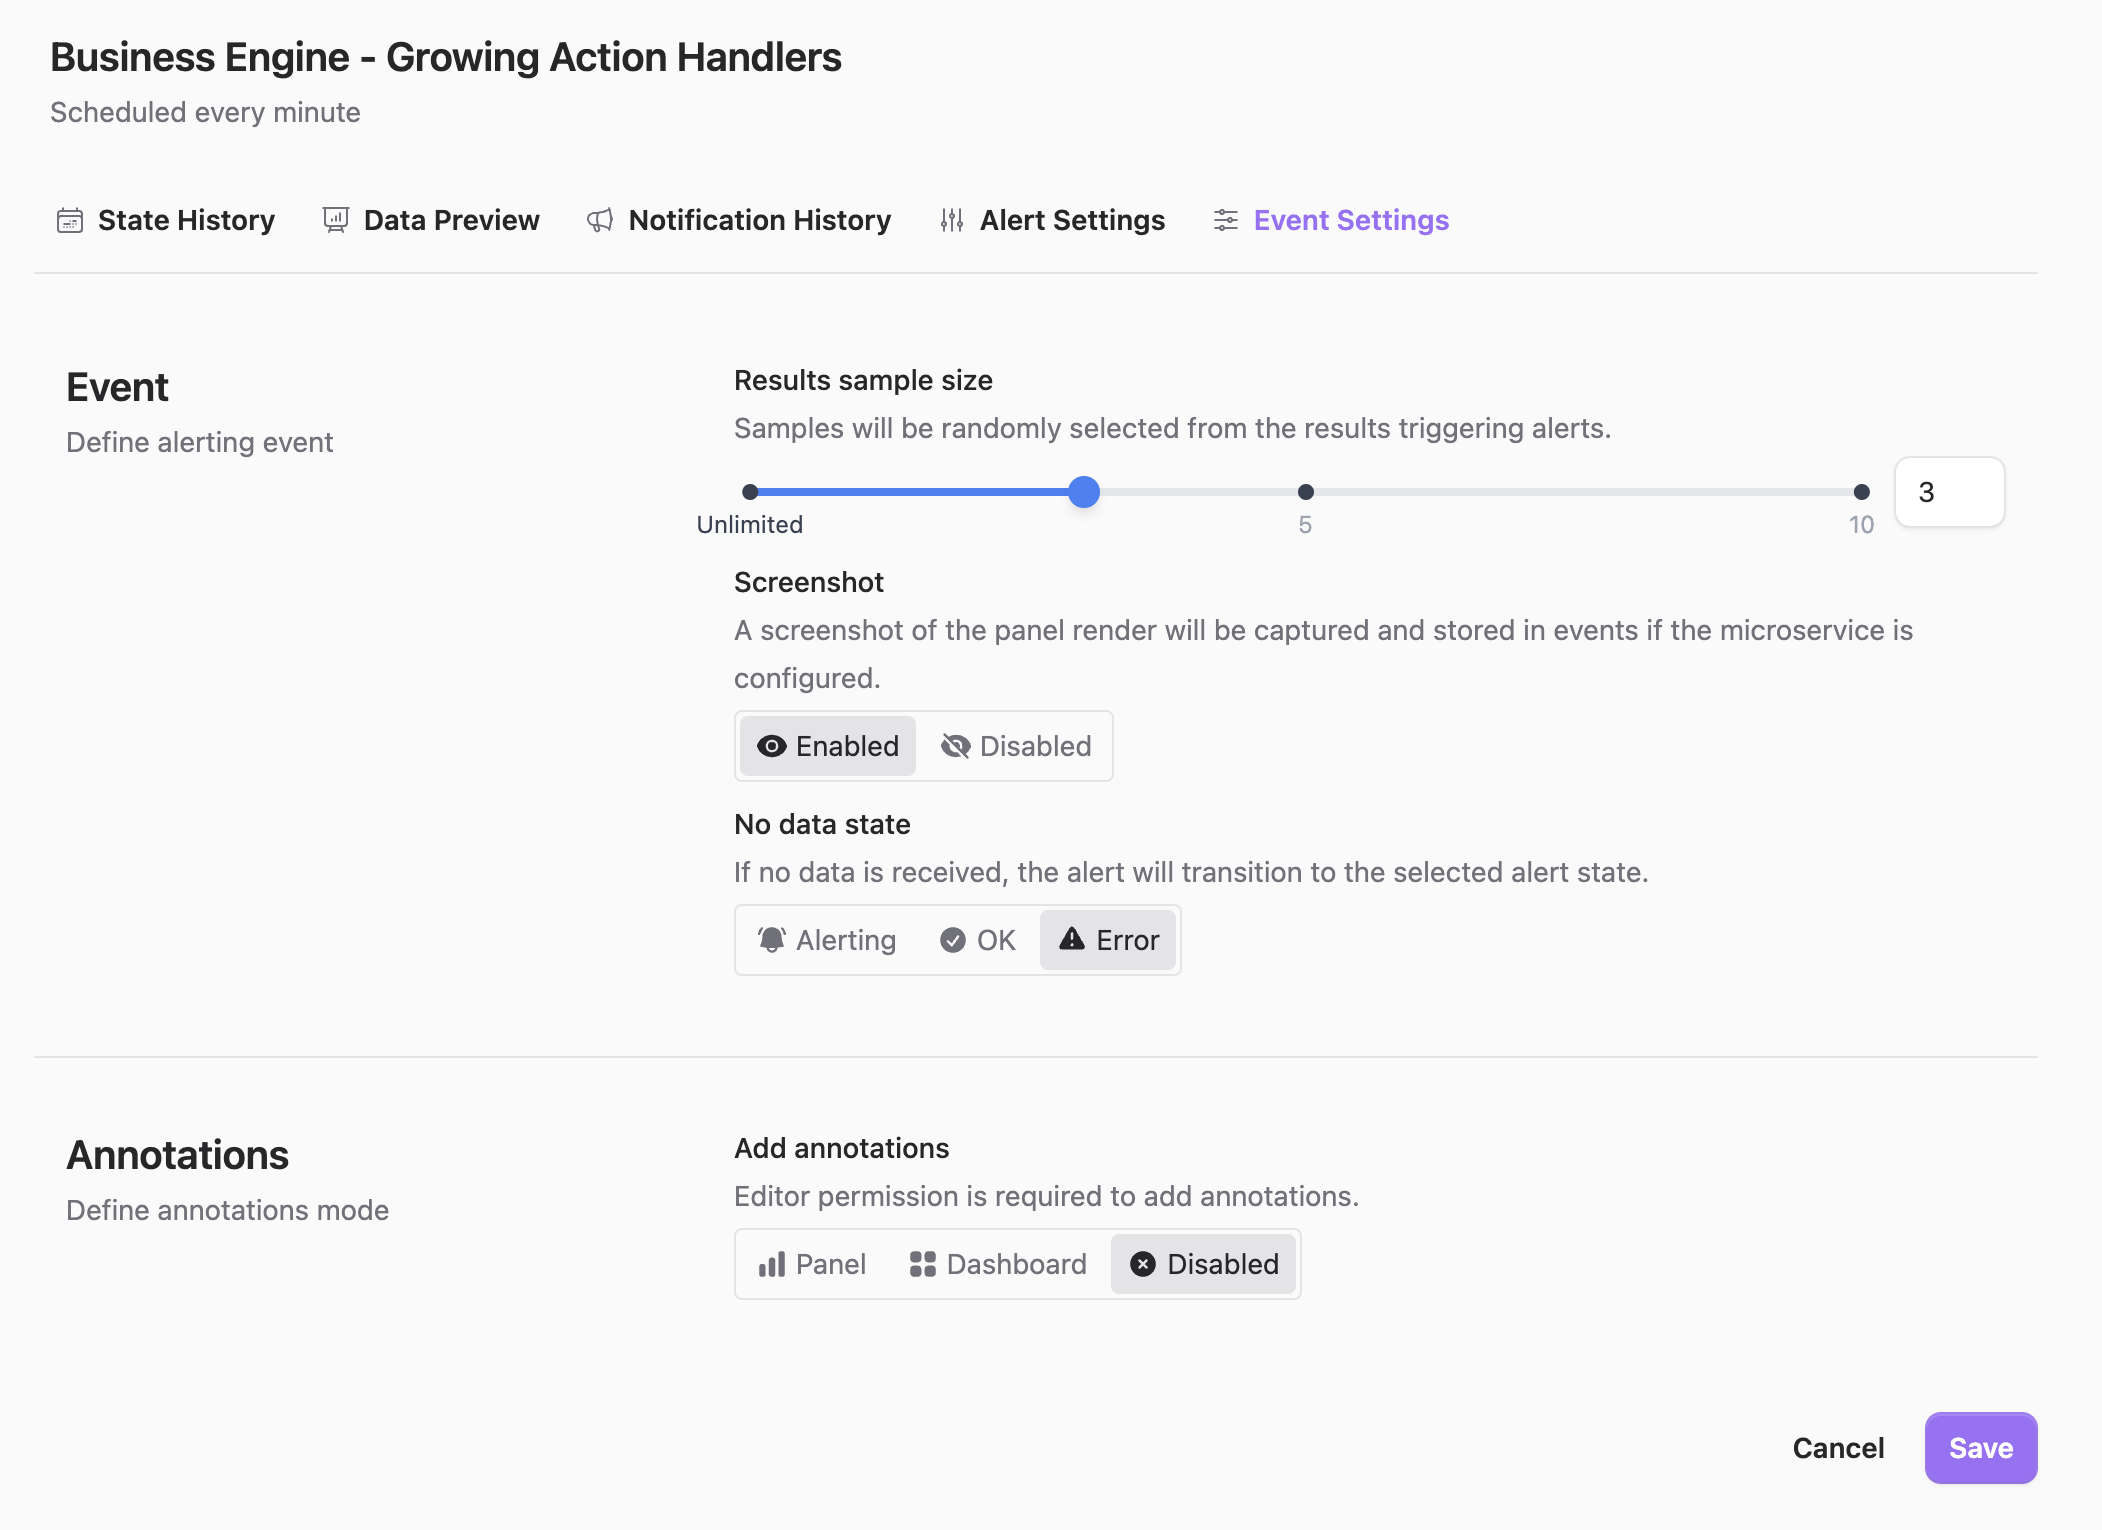 Business Engine - Growing Action Handlers
Scheduled every minute
State History
Data Preview
Notification History
Alert Settings
Event Settings
Event
Define alerting event
Results sample size
Samples will be randomly selected from the results triggering alerts.
Unlimited
5
10
3
Screenshot
A screenshot of the panel render will be captured and stored in events if the microservice is
configured.
Enabled
Disabled
No data state
If no data is received, the alert will transition to the selected alert state.
Alerting
OK
Error
Annotations
Define annotations mode
Add annotations
Editor permission is required to add annotations.
Panel
Dashboard
Disabled
Cancel
Save